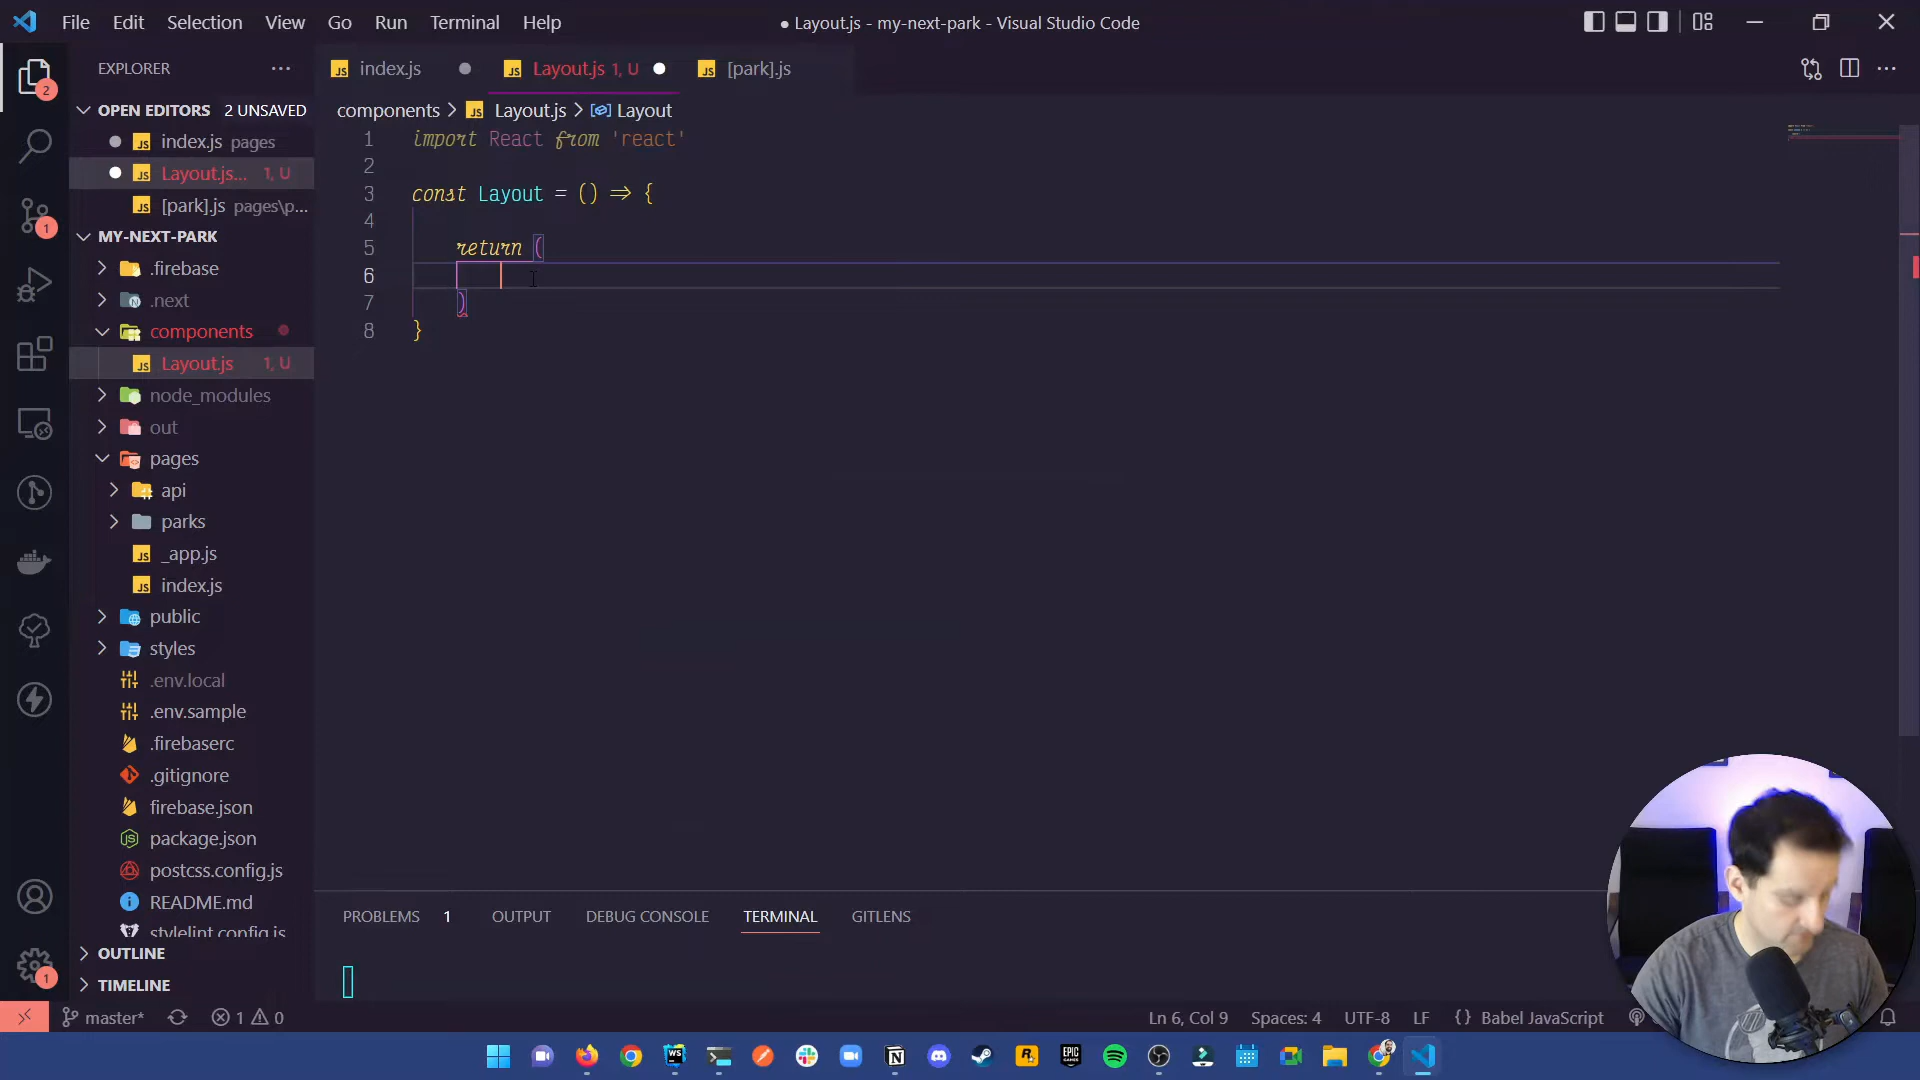 File Edit Selection View Go Run Terminal Help
● Layout.js - my-next-park - Visual Studio Code
EXPLORER
index.js
Layout.js 1, U
[park].js
OPEN EDITORS 2 UNSAVED
components > Layout.js > Layout
index.js pages
Layout.js... 1, U
[park].js pages\p...
MY-NEXT-PARK
.firebase
.next
components
Layout.js 1, U
node_modules
out
pages
api
parks
_app.js
index.js
public
styles
.env.local
.env.sample
.firebaserc
.gitignore
firebase.json
package.json
postcss.config.js
README.md
stylelint.config.js
OUTLINE
TIMELINE
2
1
1
1 import React from 'react'
2
3 const Layout = () => {
4
5 return (
6
7 )
8 }
PROBLEMS 1 OUTPUT DEBUG CONSOLE TERMINAL GITLENS
master* 1 0
Ln 6, Col 9 Spaces: 4 UTF-8 LF {} Babel JavaScript